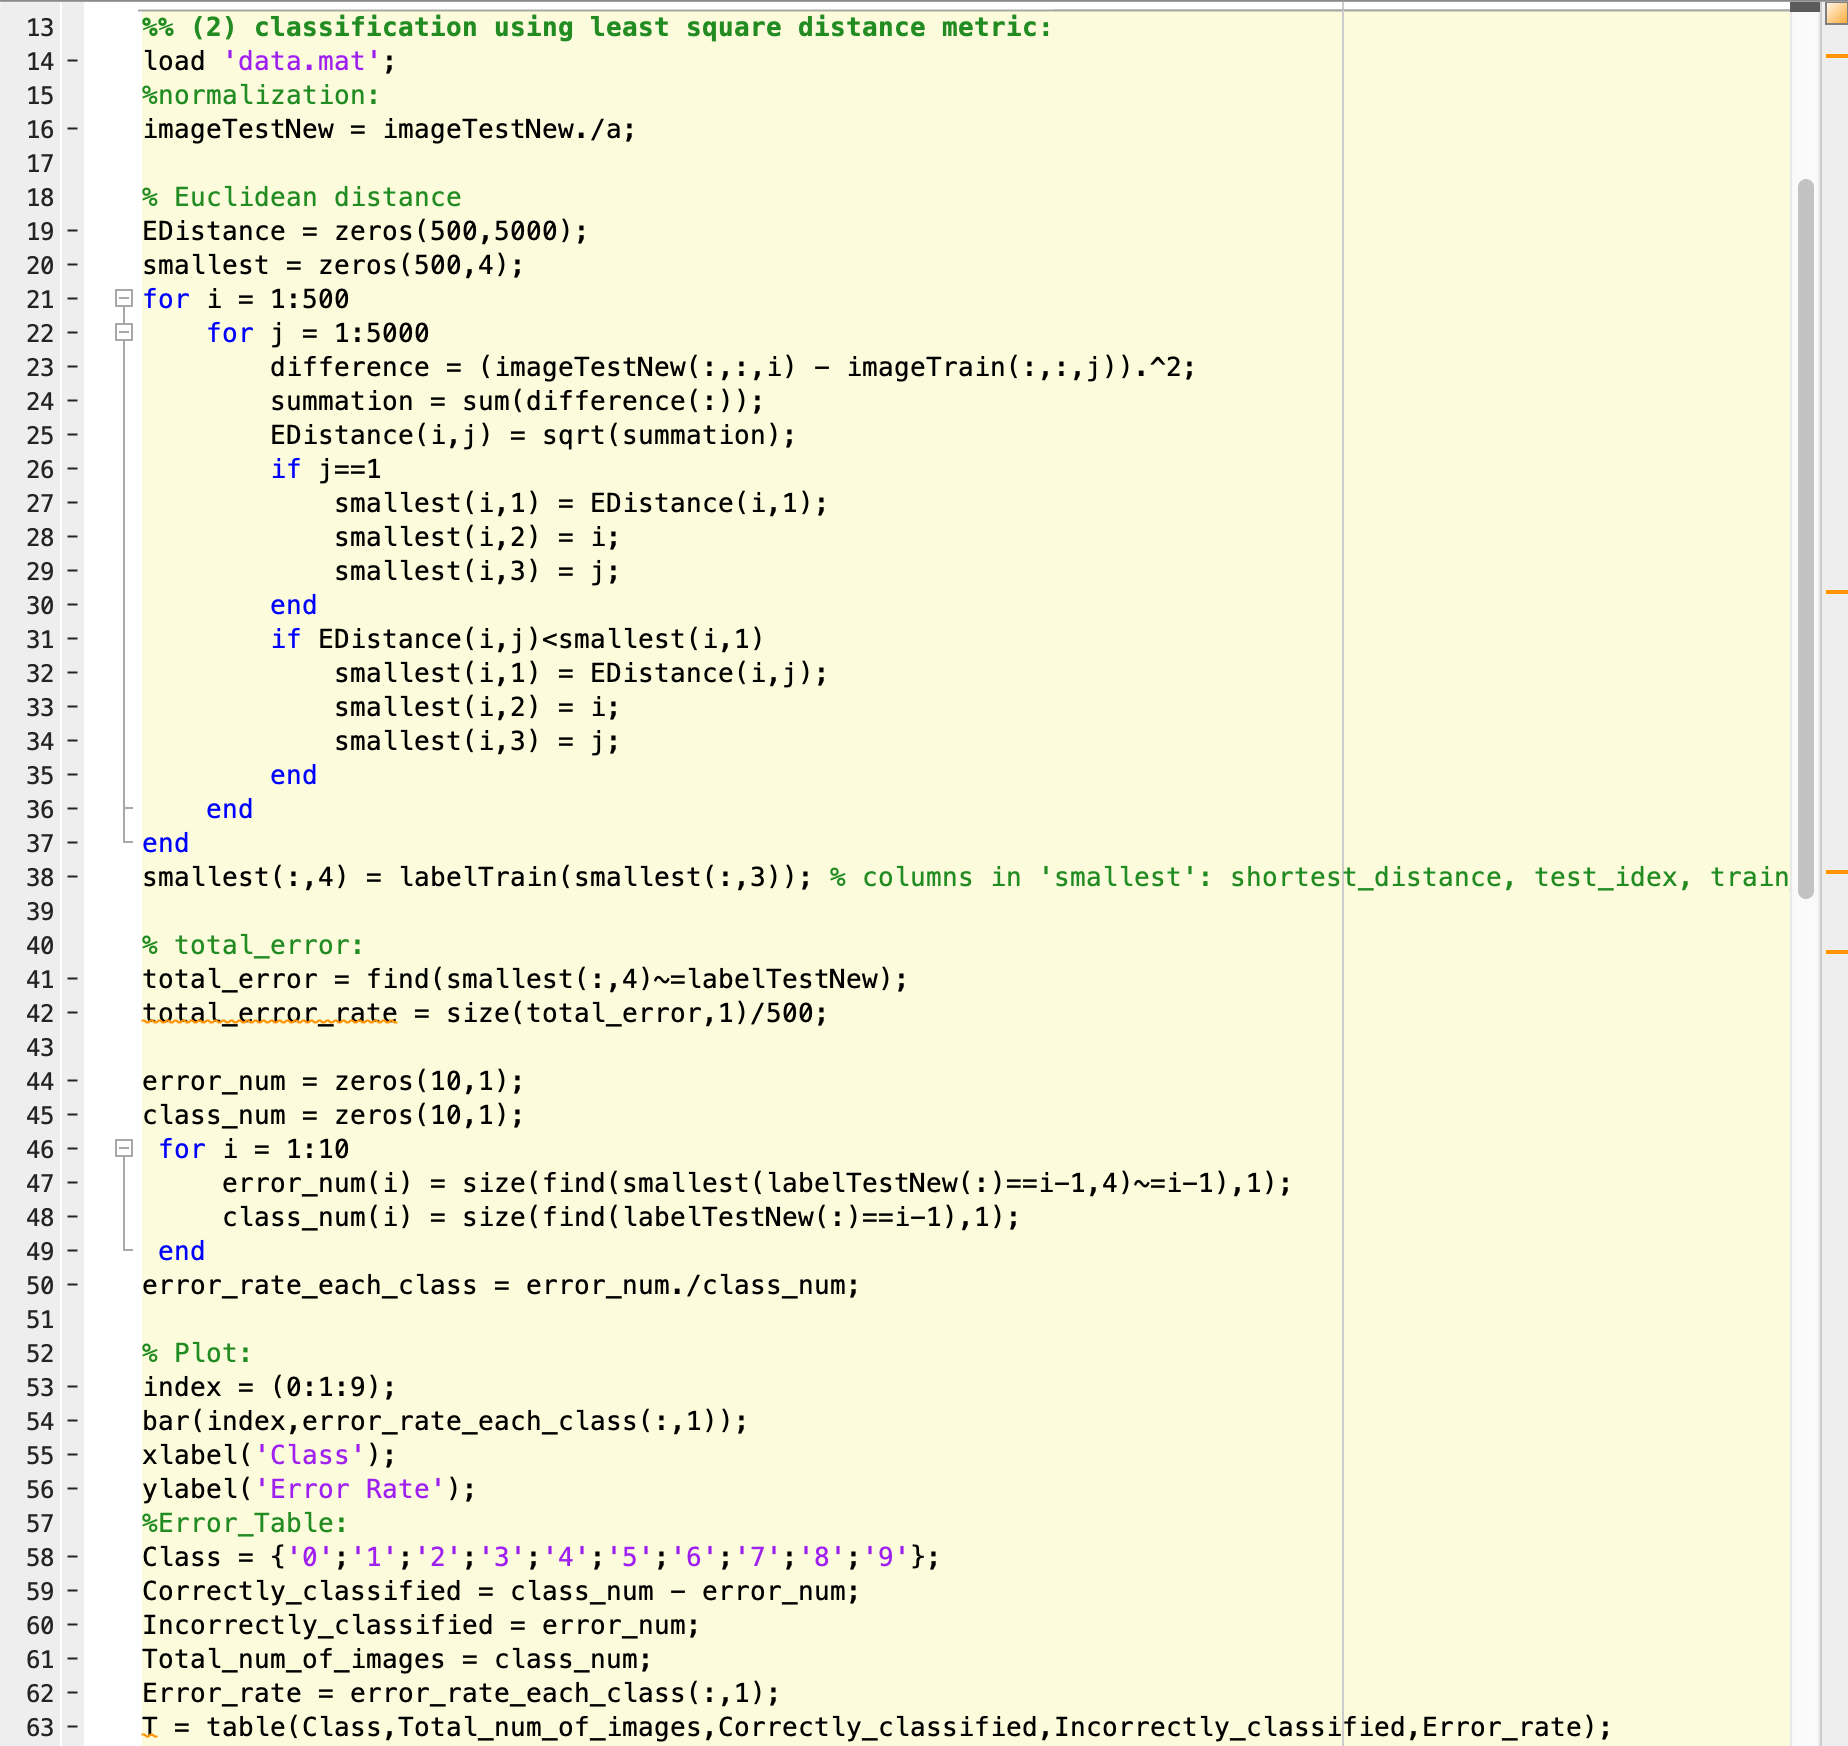 13 %% (2) classification using least square distance metric:
14 - load 'data.mat';
15 %normalization:
16 - imageTestNew = imageTestNew./a;
17
18 % Euclidean distance
19 - EDistance = zeros(500,5000);
20 - smallest = zeros(500,4);
21 - for i = 1:500
22 -     for j = 1:5000
23 -         difference = (imageTestNew(:,:,i) - imageTrain(:,:,j)).^2;
24 -         summation = sum(difference(:));
25 -         EDistance(i,j) = sqrt(summation);
26 -         if j==1
27 -             smallest(i,1) = EDistance(i,1);
28 -             smallest(i,2) = i;
29 -             smallest(i,3) = j;
30 -         end
31 -         if EDistance(i,j)<smallest(i,1)
32 -             smallest(i,1) = EDistance(i,j);
33 -             smallest(i,2) = i;
34 -             smallest(i,3) = j;
35 -         end
36 -     end
37 - end
38 - smallest(:,4) = labelTrain(smallest(:,3)); % columns in 'smallest': shortest_distance, test_idex, train
39
40 % total_error:
41 - total_error = find(smallest(:,4)~=labelTestNew);
42 - total_error_rate = size(total_error,1)/500;
43
44 - error_num = zeros(10,1);
45 - class_num = zeros(10,1);
46 -  for i = 1:10
47 -      error_num(i) = size(find(smallest(labelTestNew(:)==i-1,4)~=i-1),1);
48 -      class_num(i) = size(find(labelTestNew(:)==i-1),1);
49 -  end
50 - error_rate_each_class = error_num./class_num;
51
52 % Plot:
53 - index = (0:1:9);
54 - bar(index,error_rate_each_class(:,1));
55 - xlabel('Class');
56 - ylabel('Error Rate');
57 %Error_Table:
58 - Class = {'0';'1';'2';'3';'4';'5';'6';'7';'8';'9'};
59 - Correctly_classified = class_num - error_num;
60 - Incorrectly_classified = error_num;
61 - Total_num_of_images = class_num;
62 - Error_rate = error_rate_each_class(:,1);
63 - T = table(Class,Total_num_of_images,Correctly_classified,Incorrectly_classified,Error_rate);